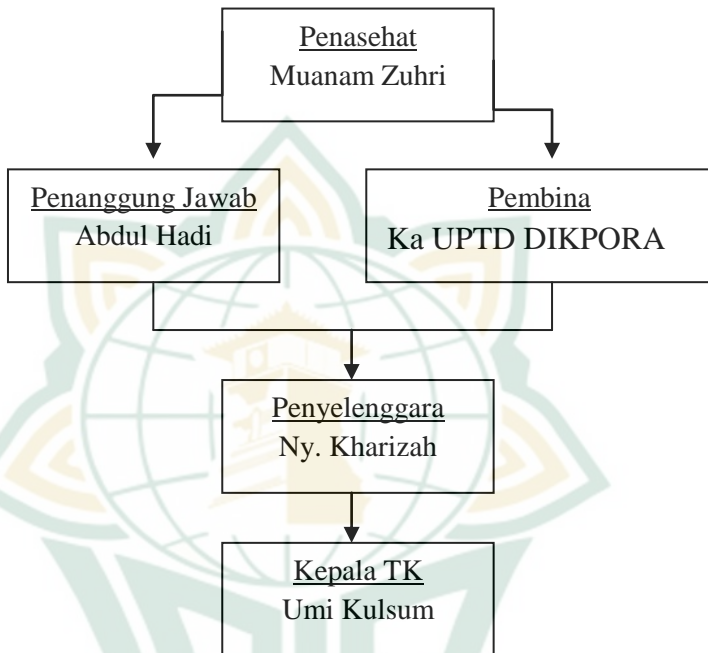 Penasehat
Muanam Zuhri
Penanggung Jawab
Abdul Hadi
Pembina
Ka UPTD DIKPORA
Penyelenggara
Ny. Kharizah
Kepala TK
Umi Kulsum